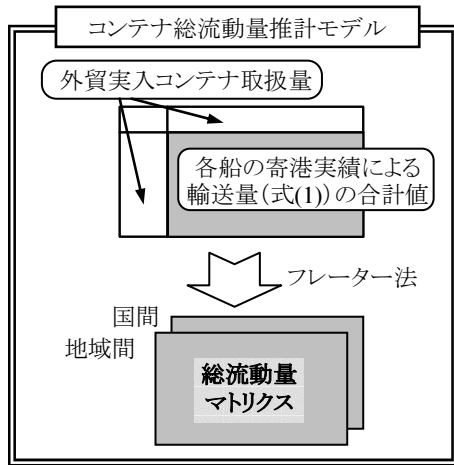 コンテナ総流動量推計モデル
外貿実入コンテナ取扱量
各船の寄港実績による
輸送量(式(1))の合計値
フレーター法
国間
地域間
総流動量
マトリクス